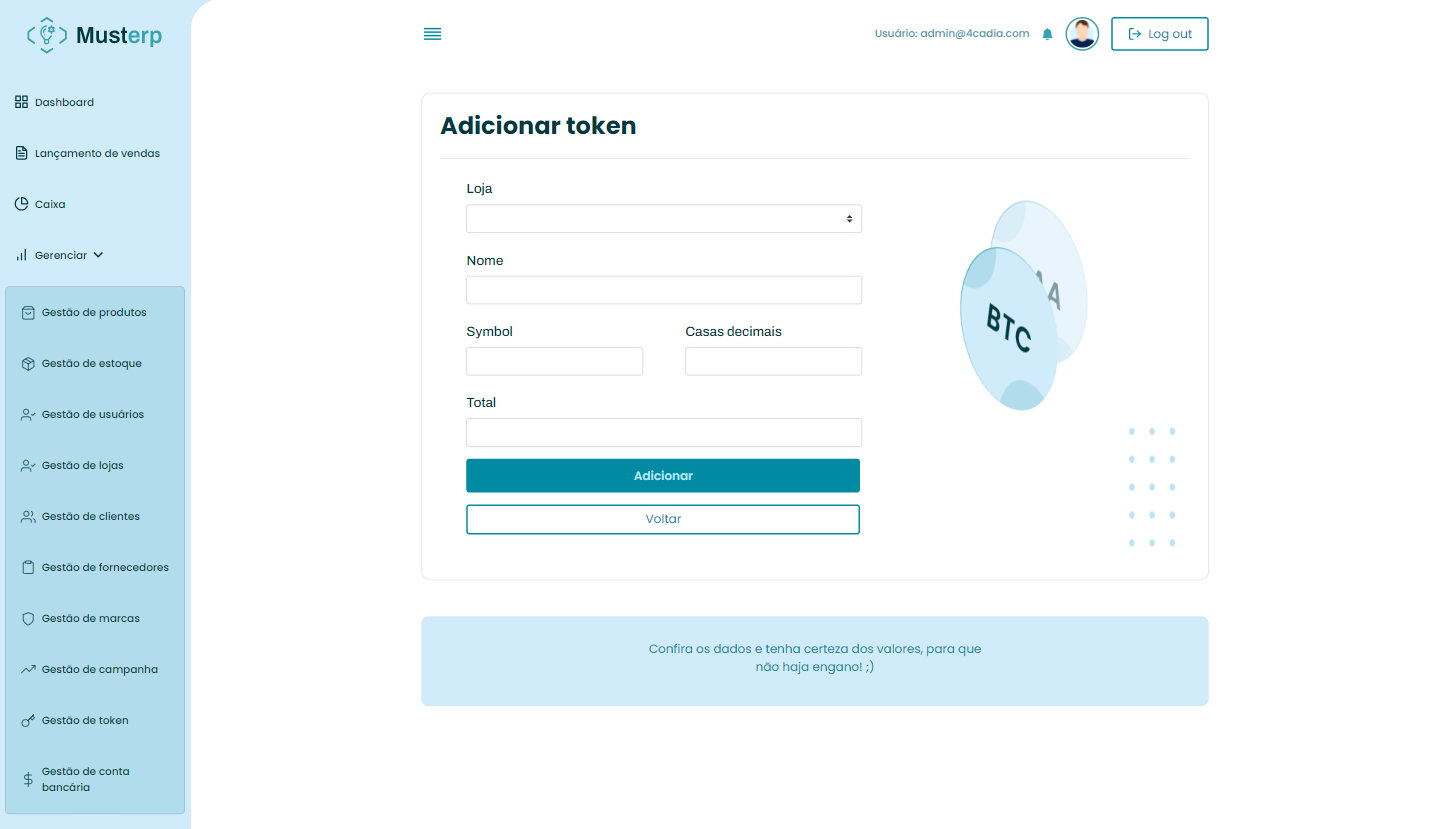 Musterp
Usuário: admin@4cadia.com
Log out
Dashboard
Lançamento de vendas
Caixa
Gerenciar
Gestão de produtos
Gestão de estoque
Gestão de usuários
Gestão de lojas
Gestão de clientes
Gestão de fornecedores
Gestão de marcas
Gestão de campanha
Gestão de token
Gestão de conta
bancária
Adicionar token
Loja
Nome
Symbol
Casas decimais
Total
Adicionar
Voltar
BTC
Confira os dados e tenha certeza dos valores, para que
não haja engano! ;)